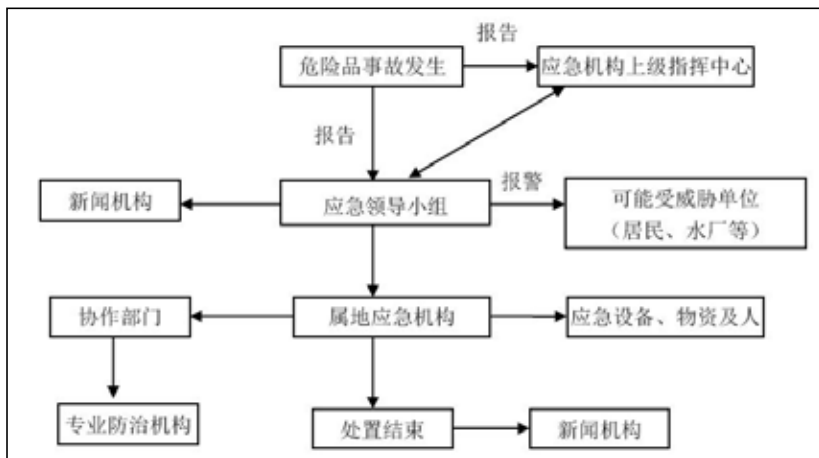 报告
危险品事故发生
应急机构上级指挥中心
报告
新闻机构
应急领导小组
报警
可能受威胁单位
（居民、水厂等）
协作部门
属地应急机构
应急设备、物资及人
专业防治机构
处置结束
新闻机构